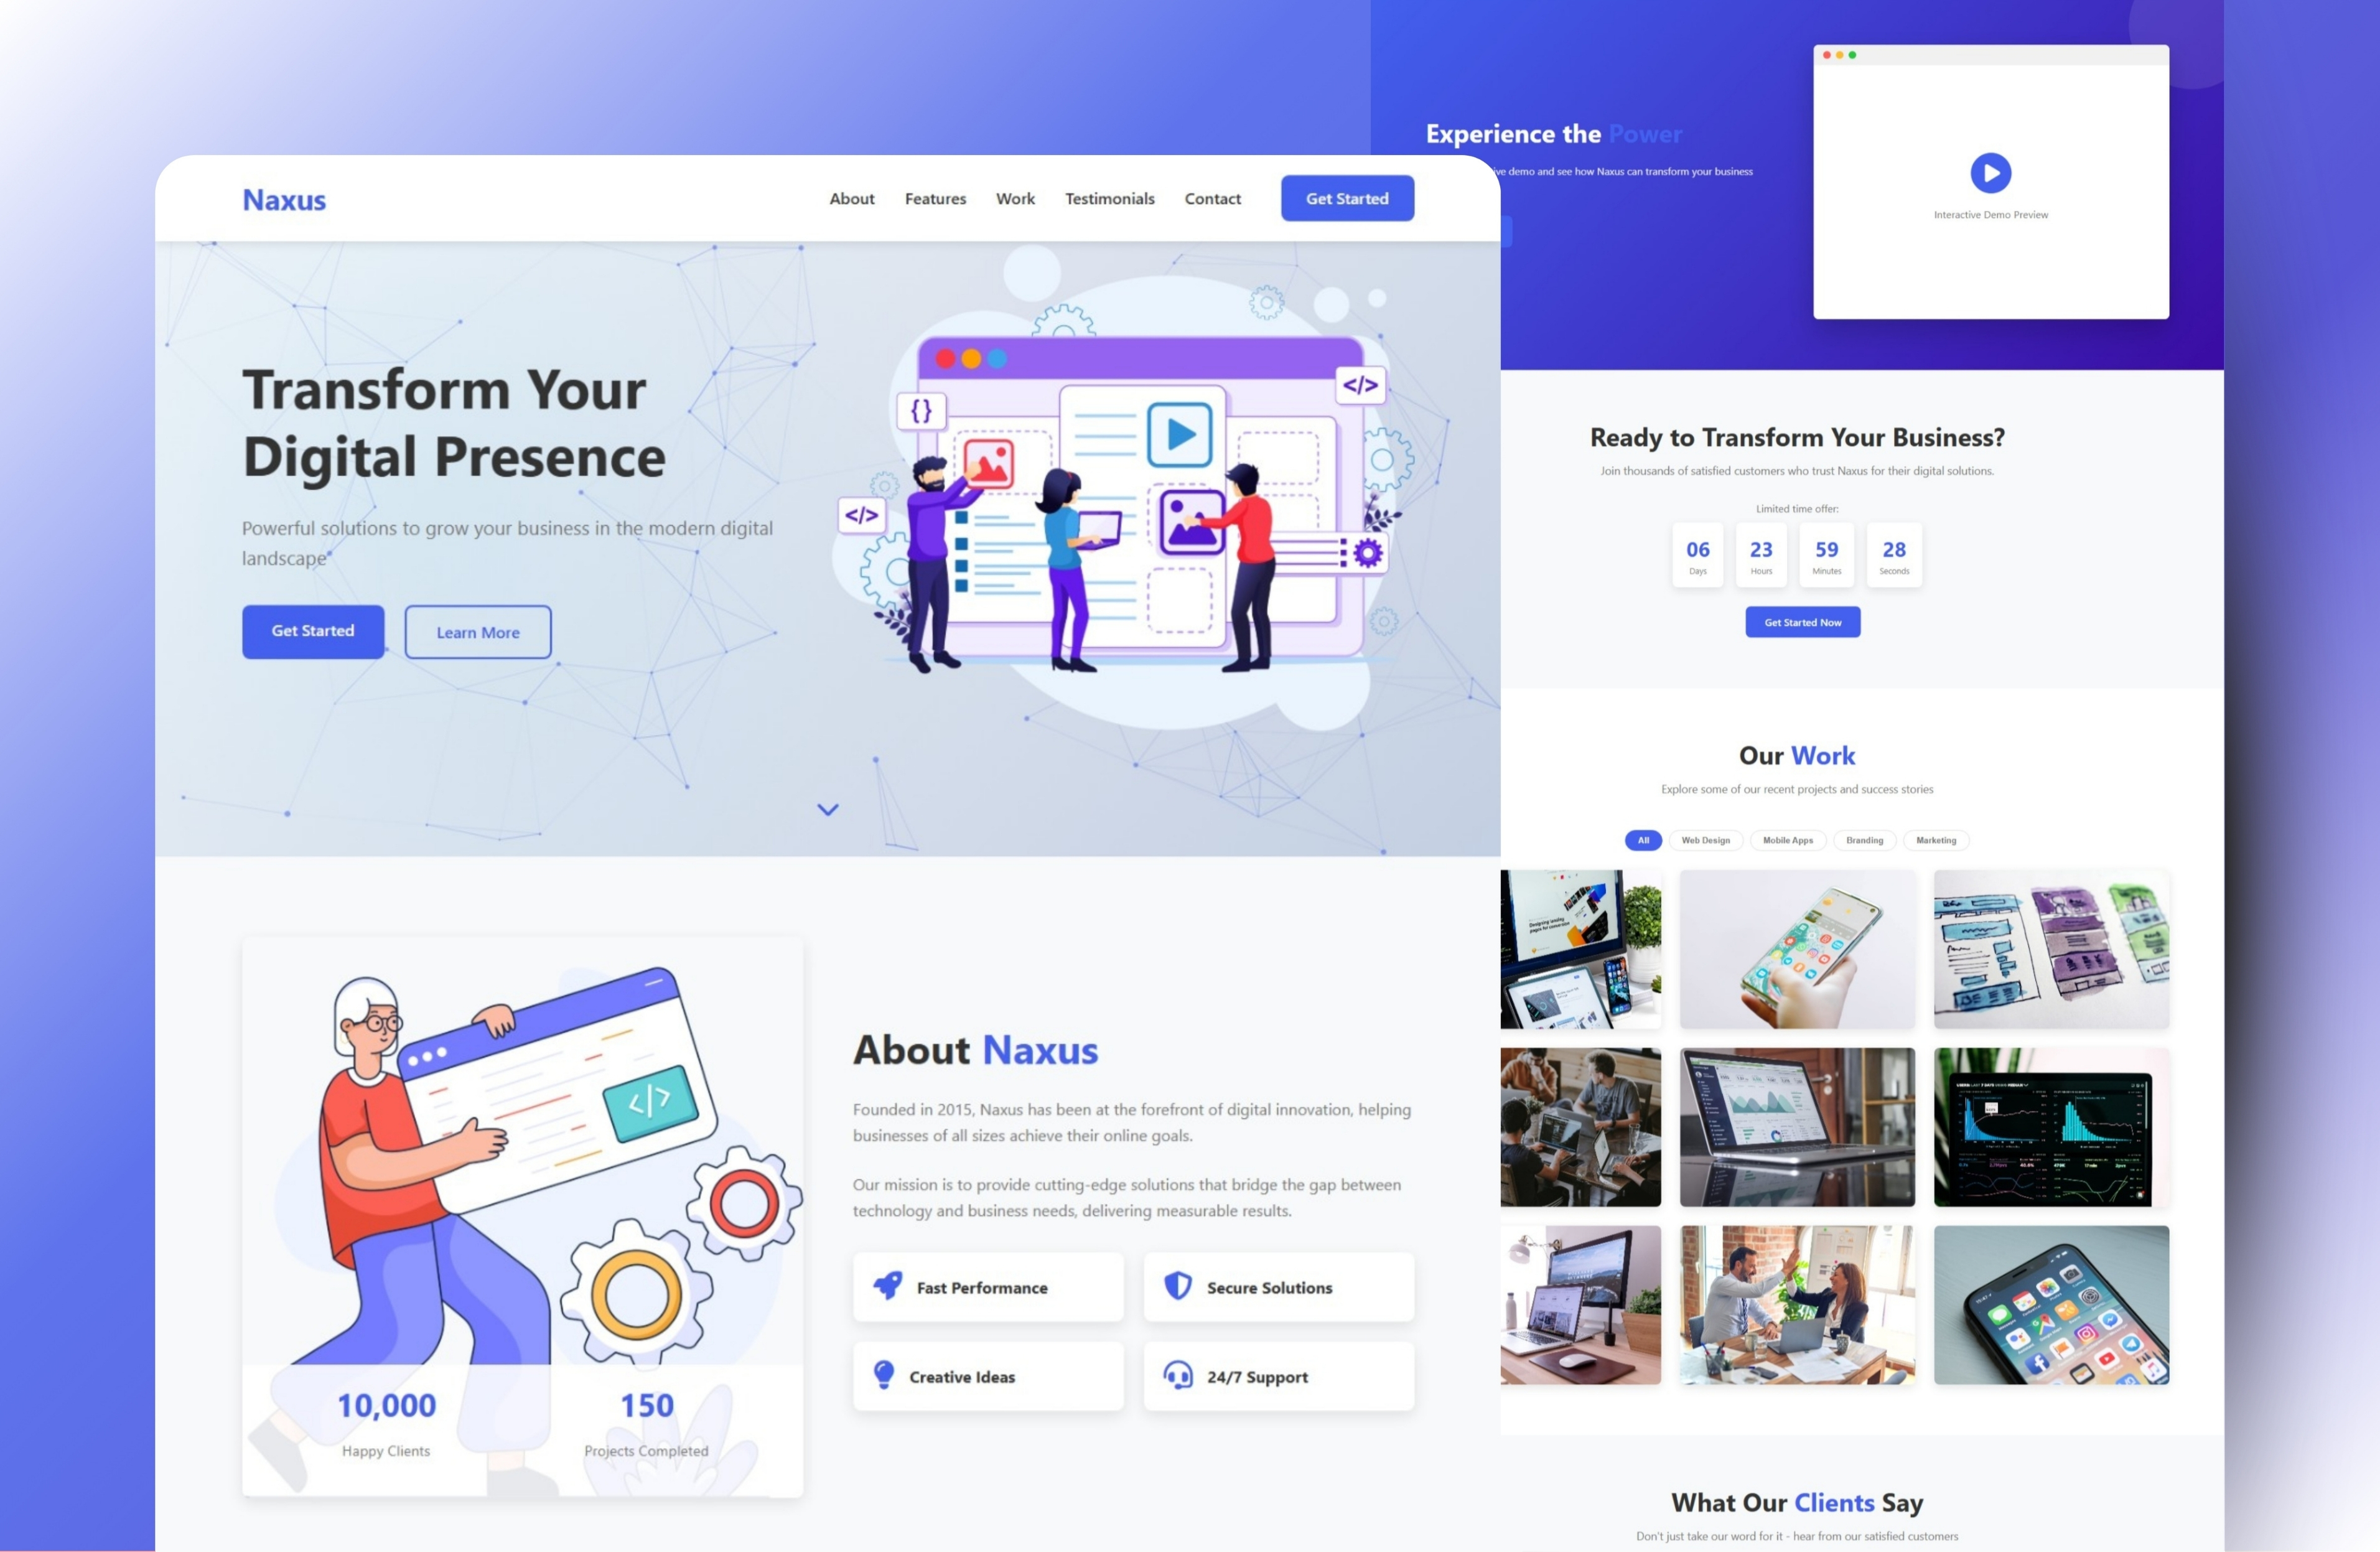 Naxus
About Features Work Testimonials Contact Get Started
Transform Your
Digital Presence
Powerful solutions to grow your business in the modern digital
landscape
Get Started Learn More
{}
</>
</>
</>
10,000
Happy Clients
150
Projects Completed
About Naxus
Founded in 2015, Naxus has been at the forefront of digital innovation, helping
businesses of all sizes achieve their online goals.
Our mission is to provide cutting-edge solutions that bridge the gap between
technology and business needs, delivering measurable results.
Fast Performance
Secure Solutions
Creative Ideas
24/7 Support
Experience the Power
demo and see how Naxus can transform your business
Interactive Demo Preview
Ready to Transform Your Business?
Join thousands of satisfied customers who trust Naxus for their digital solutions.
Limited time offer:
06 23 59 28
Days Hours Minutes Seconds
Get Started Now
Our Work
Explore some of our recent projects and success stories
All Web Design Mobile Apps Branding Marketing
What Our Clients Say
Don't just take our word for it - hear from our satisfied customers